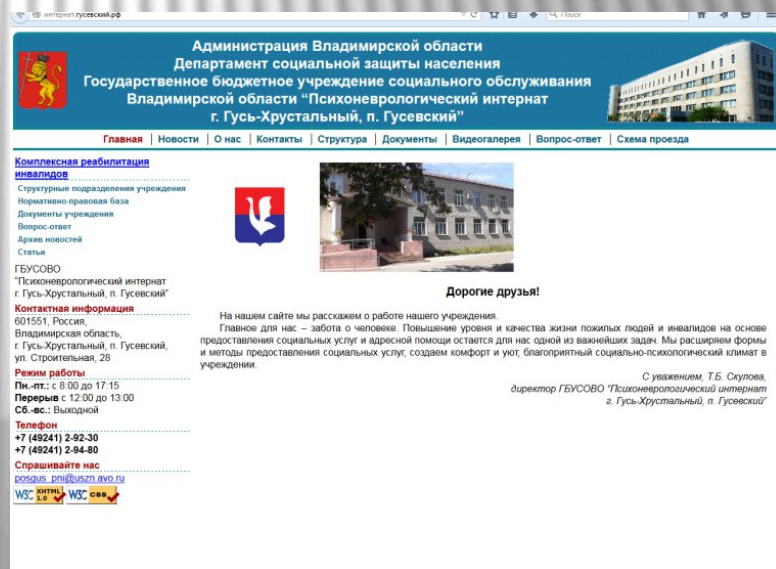 интернат.гусевский.рф
Поиск
Администрация Владимирской области
Департамент социальной защиты населения
Государственное бюджетное учреждение социального обслуживания
Владимирской области “Психоневрологический интернат
г. Гусь-Хрустальный, п. Гусевский”
Главная | Новости | О нас | Контакты | Структура | Документы | Видеогалерея | Вопрос-ответ | Схема проезда
Комплексная реабилитация
инвалидов
Структурные подразделения учреждения
Нормативно-правовая база
Документы учреждения
Вопрос-ответ
Архив новостей
Статьи
ГБУСОВО
"Психоневрологический интернат
г. Гусь-Хрустальный, п. Гусевский"
Контактная информация
601551, Россия,
Владимирская область,
г. Гусь-Хрустальный, п. Гусевский,
ул. Строительная, 28
Режим работы
Пн.-пт.: с 8:00 до 17:15
Перерыв с 12:00 до 13:00
Сб.-вс.: Выходной
Телефон
+7 (49241) 2-92-30
+7 (49241) 2-94-80
Спрашивайте нас
posgus_pni@uszn.avo.ru
W3C XHTML 1.0 W3C css
Дорогие друзья!
На нашем сайте мы расскажем о работе нашего учреждения.
Главное для нас – забота о человеке. Повышение уровня и качества жизни пожилых людей и инвалидов на основе
предоставления социальных услуг и адресной помощи остается для нас одной из важнейших задач. Мы расширяем формы
и методы предоставления социальных услуг, создаем комфорт и уют, благоприятный социально-психологический климат в
учреждении.
С уважением, Т.Б. Скулова,
директор ГБУСОВО "Психоневрологический интернат
г. Гусь-Хрустальный, п. Гусевский"